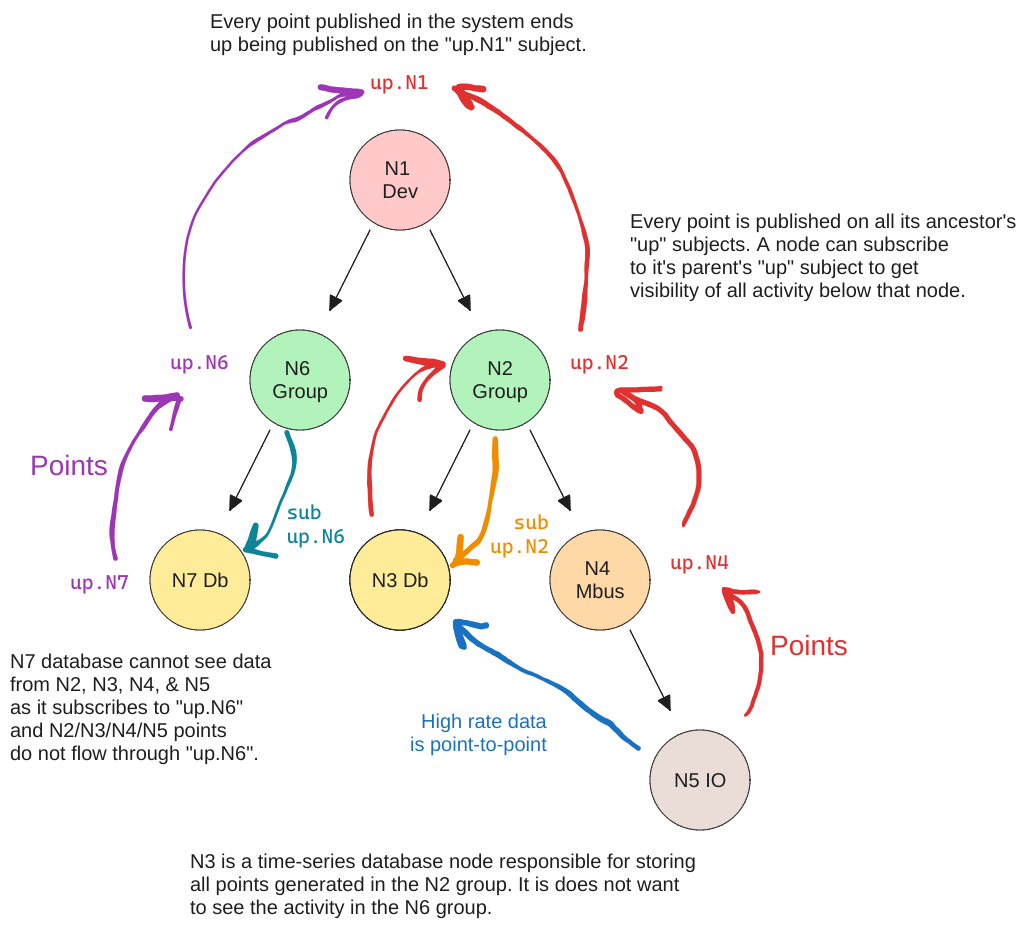 Every point published in the system ends
up being published on the "up.N1" subject.
up.N1
N1
Dev
Every point is published on all its ancestor's
"up" subjects. A node can subscribe
to it's parent's "up" subject to get
visibility of all activity below that node.
up.N6
N6
Group
N2
Group
up.N2
Points
sub
up.N6
sub
up.N2
up.N7
N7 Db
N3 Db
N4
Mbus
up.N4
Points
N7 database cannot see data
from N2, N3, N4, & N5
as it subscribes to "up.N6"
and N2/N3/N4/N5 points
do not flow through "up.N6".
High rate data
is point-to-point
N5 IO
N3 is a time-series database node responsible for storing
all points generated in the N2 group. It is does not want
to see the activity in the N6 group.